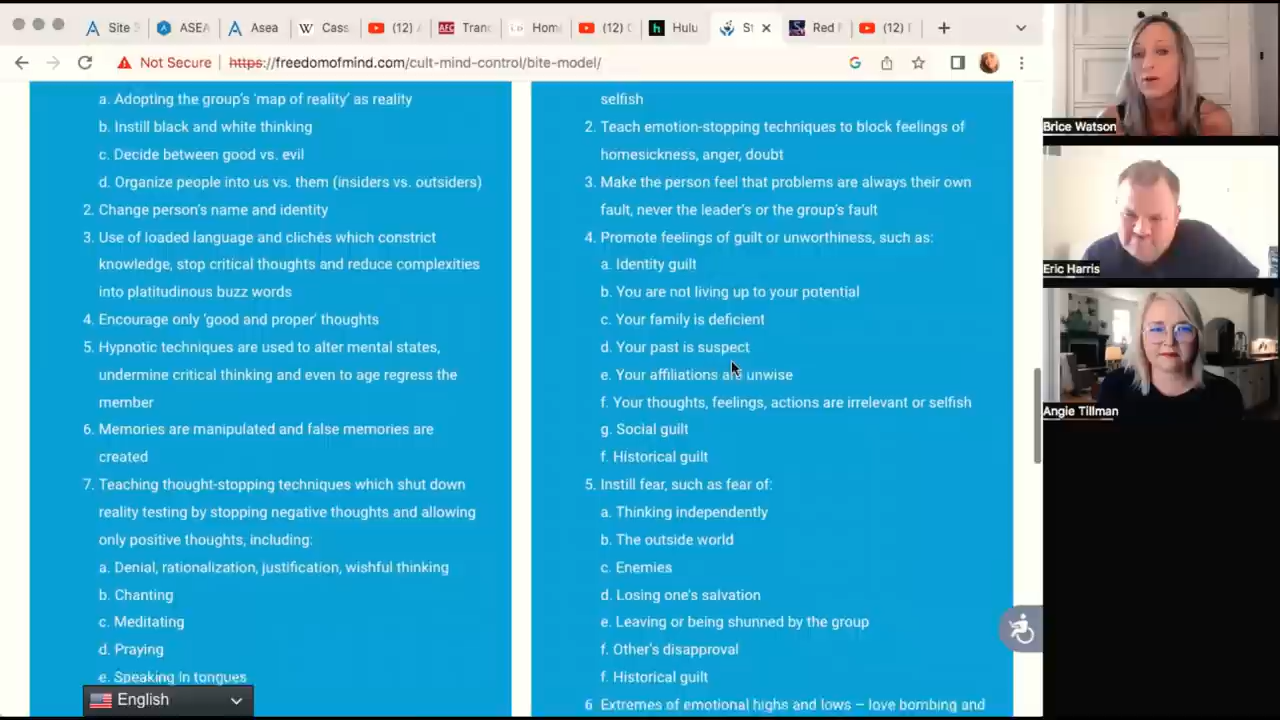 Site
ASEA
Asea
Cass
(12)
Tran
Hom
(12)
Hulu
St
Red
(12)
Not Secure
https://freedomofmind.com/cult-mind-control/bite-model/
a. Adopting the group's 'map of reality' as reality
b. Instill black and white thinking
c. Decide between good vs. evil
d. Organize people into us vs. them (insiders vs. outsiders)
2. Change person's name and identity
3. Use of loaded language and clichés which constrict
knowledge, stop critical thoughts and reduce complexities
into platitudinous buzz words
4. Encourage only 'good and proper' thoughts
5. Hypnotic techniques are used to alter mental states,
undermine critical thinking and even to age regress the
member
6. Memories are manipulated and false memories are
created
7. Teaching thought-stopping techniques which shut down
reality testing by stopping negative thoughts and allowing
only positive thoughts, including:
a. Denial, rationalization, justification, wishful thinking
b. Chanting
c. Meditating
d. Praying
e. Speaking in tongues
English
selfish
2. Teach emotion-stopping techniques to block feelings of
homesickness, anger, doubt
3. Make the person feel that problems are always their own
fault, never the leader's or the group's fault
4. Promote feelings of guilt or unworthiness, such as:
a. Identity guilt
b. You are not living up to your potential
c. Your family is deficient
d. Your past is suspect
e. Your affiliations are unwise
f. Your thoughts, feelings, actions are irrelevant or selfish
g. Social guilt
f. Historical guilt
5. Instill fear, such as fear of:
a. Thinking independently
b. The outside world
c. Enemies
d. Losing one's salvation
e. Leaving or being shunned by the group
f. Other's disapproval
f. Historical guilt
6 Extremes of emotional highs and lows – love bombing and
Brice Watson
Eric Harris
Angie Tillman